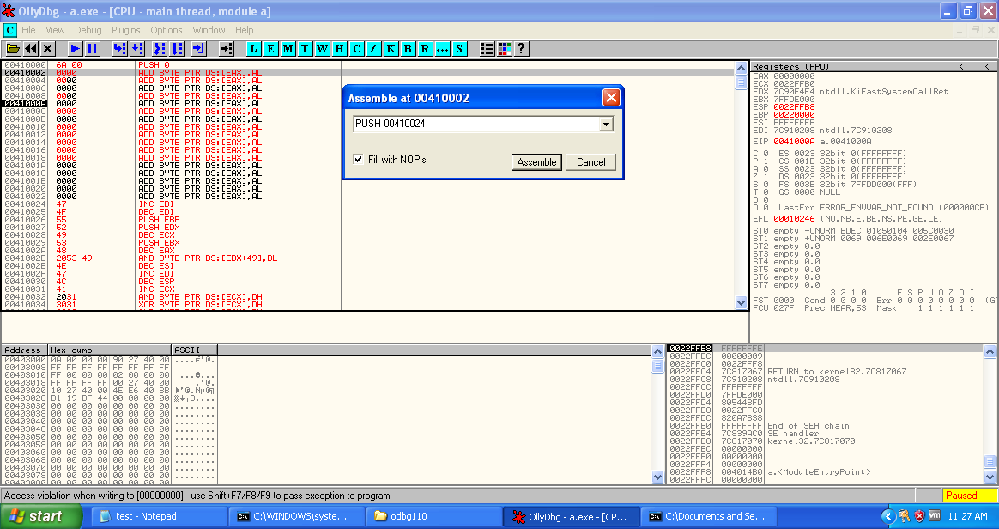 OllyDbg - a.exe - [CPU - main thread, module a]
C File View Debug Plugins Options Window Help
L E M T W H C / K B R ... S ?
00410000 6A 00 PUSH 0
00410002 0000 ADD BYTE PTR DS:[EAX],AL
00410004 0000 ADD BYTE PTR DS:[EAX],AL
00410006 0000 ADD BYTE PTR DS:[EAX],AL
00410008 0000 ADD BYTE PTR DS:[EAX],AL
0041000A 0000 ADD BYTE PTR DS:[EAX],AL
0041000C 0000 ADD BYTE PTR DS:[EAX],AL
0041000E 0000 ADD BYTE PTR DS:[EAX],AL
00410010 0000 ADD BYTE PTR DS:[EAX],AL
00410012 0000 ADD BYTE PTR DS:[EAX],AL
00410014 0000 ADD BYTE PTR DS:[EAX],AL
00410016 0000 ADD BYTE PTR DS:[EAX],AL
00410018 0000 ADD BYTE PTR DS:[EAX],AL
0041001A 0000 ADD BYTE PTR DS:[EAX],AL
0041001C 0000 ADD BYTE PTR DS:[EAX],AL
0041001E 0000 ADD BYTE PTR DS:[EAX],AL
00410020 0000 ADD BYTE PTR DS:[EAX],AL
00410022 0000 ADD BYTE PTR DS:[EAX],AL
00410024 47 INC EDI
00410025 4F DEC EDI
00410026 55 PUSH EBP
00410027 52 PUSH EDX
00410028 49 DEC ECX
00410029 53 PUSH EBX
0041002A 48 DEC EAX
0041002B 2053 49 AND BYTE PTR DS:[EBX+49],DL
0041002E 4E DEC ESI
0041002F 47 INC EDI
00410030 4C DEC ESP
00410031 41 INC ECX
00410032 2031 AND BYTE PTR DS:[ECX],DH
00410034 3031 XOR BYTE PTR DS:[ECX],DH
Assemble at 00410002
PUSH 00410024
Fill with NOP's
Assemble
Cancel
Registers (FPU) < <
EAX 00000000
ECX 0022FFB0
EDX 7C90E4F4 ntdll.KiFastSystemCallRet
EBX 7FFDE000
ESP 0022FFB8
EBP 00220000
ESI FFFFFFFF
EDI 7C910208 ntdll.7C910208
EIP 0041000A a.0041000A
C 0 ES 0023 32bit 0(FFFFFFFF)
P 1 CS 001B 32bit 0(FFFFFFFF)
A 0 SS 0023 32bit 0(FFFFFFFF)
Z 1 DS 0023 32bit 0(FFFFFFFF)
S 0 FS 003B 32bit 7FFDD000(FFF)
T 0 GS 0000 NULL
D 0
O 0 LastErr ERROR_ENVVAR_NOT_FOUND (000000CB)
EFL 00010246 (NO,NB,E,BE,NS,PE,GE,LE)
ST0 empty -UNORM BDEC 01050104 005C0030
ST1 empty +UNORM 0069 006E0069 002E0067
ST2 empty 0.0
ST3 empty 0.0
ST4 empty 0.0
ST5 empty 0.0
ST6 empty 0.0
ST7 empty 0.0
3 2 1 0 E S P U O Z D I
FST 0000 Cond 0 0 0 0 Err 0 0 0 0 0 0 0 0 (GT
FCW 027F Prec NEAR,53 Mask 1 1 1 1 1 1
Address Hex dump ASCII
00403000 0A 00 00 00 90 27 40 00
00403008 FF FF FF FF FF FF FF FF
00403010 FF 00 00 00 02 00 00 00
00403018 FF FF FF FF 00 27 40 00
00403020 10 27 40 00 4E E6 40 BB
00403028 B1 19 BF 44 00 00 00 00
00403030 00 00 00 00 00 00 00 00 ........
00403038 00 00 00 00 00 00 00 00 ........
00403040 00 00 00 00 00 00 00 00 ........
00403048 00 00 00 00 00 00 00 00 ........
00403050 00 00 00 00 00 00 00 00 ........
00403058 00 00 00 00 00 00 00 00 ........
00403060 00 00 00 00 00 00 00 00 ........
00403068 00 00 00 00 00 00 00 00 ........
00403070 00 00 00 00 00 00 00 00 ........
00403078 00 00 00 00 00 00 00 00 ........
0022FFB8 FFFFFFFE
0022FFBC 00000009
0022FFC0 0022FFF8
0022FFC4 7C817067 RETURN to kernel32.7C817067
0022FFC8 7C910208 ntdll.7C910208
0022FFCC FFFFFFFF
0022FFD0 7FFDE000
0022FFD4 80544BFD
0022FFD8 0022FFC8
0022FFDC 820A7338
0022FFE0 FFFFFFFF End of SEH chain
0022FFE4 7C839AC0 SE handler
0022FFE8 7C817070 kernel32.7C817070
0022FFEC 00000000
0022FFF0 00000000
0022FFF4 00000000
0022FFF8 004014B0 a.<ModuleEntryPoint>
0022FFFC 00000000
Access violation when writing to [00000000] - use Shift+F7/F8/F9 to pass exception to program
Paused
start
test - Notepad
C:\WINDOWS\syste...
odbg110
OllyDbg - a.exe - [CP...
C:\Documents and Se...
11:27 AM